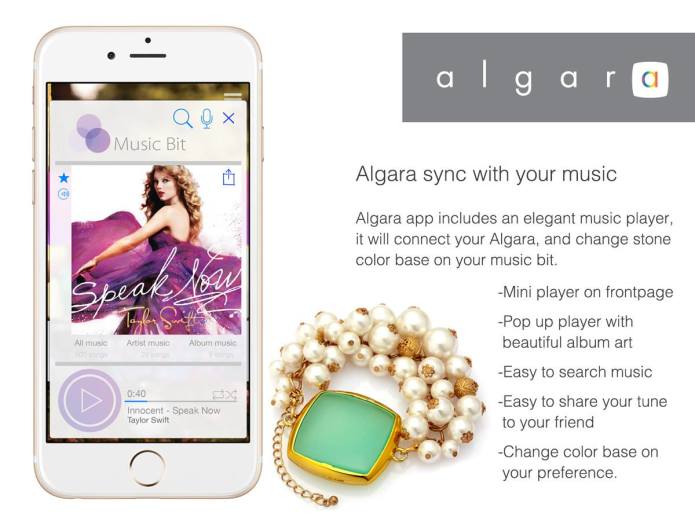 algara
Music Bit
Speak Now
Taylor Swift
All music
Artist music
Album music
0:40
Innocent - Speak Now
Taylor Swift
Algara sync with your music
Algara app includes an elegant music player,
it will connect your Algara, and change stone
color base on your music bit.
-Mini player on frontpage
-Pop up player with
beautiful album art
-Easy to search music
-Easy to share your tune
to your friend
-Change color base on
your preference.